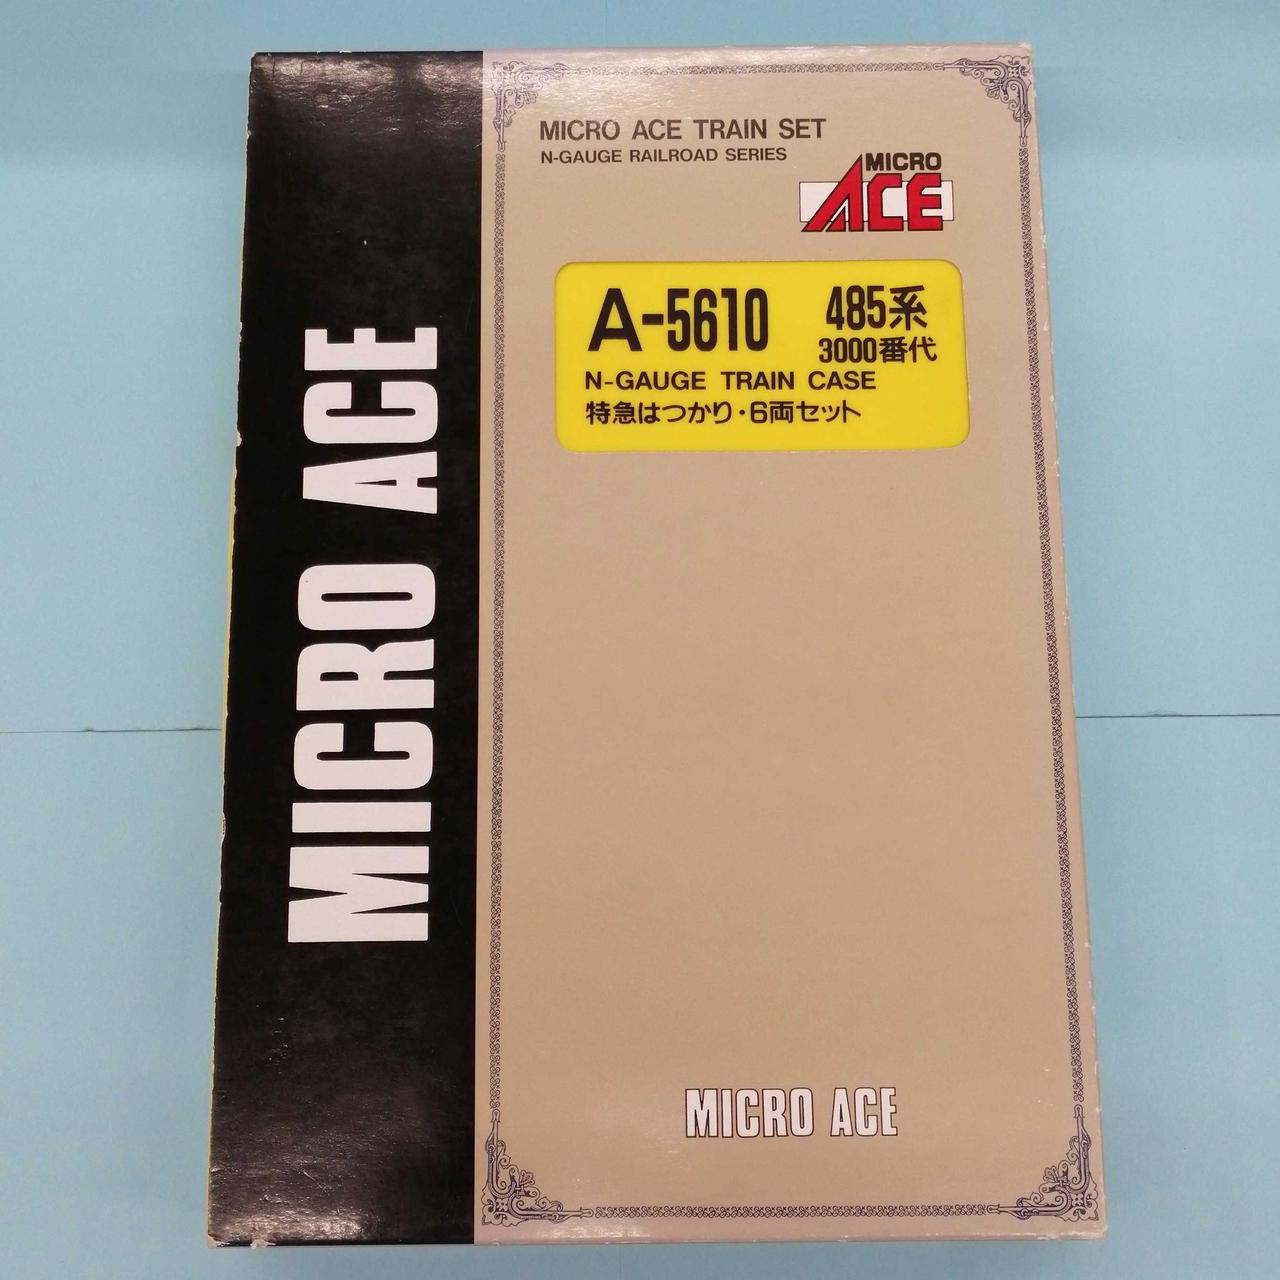 MICRO ACE
MICRO ACE TRAIN SET
N-GAUGE RAILROAD SERIES
MICRO
ACE
A-5610 485系
3000番代
N-GAUGE TRAIN CASE
特急はつかり・6両セット
MICRO ACE